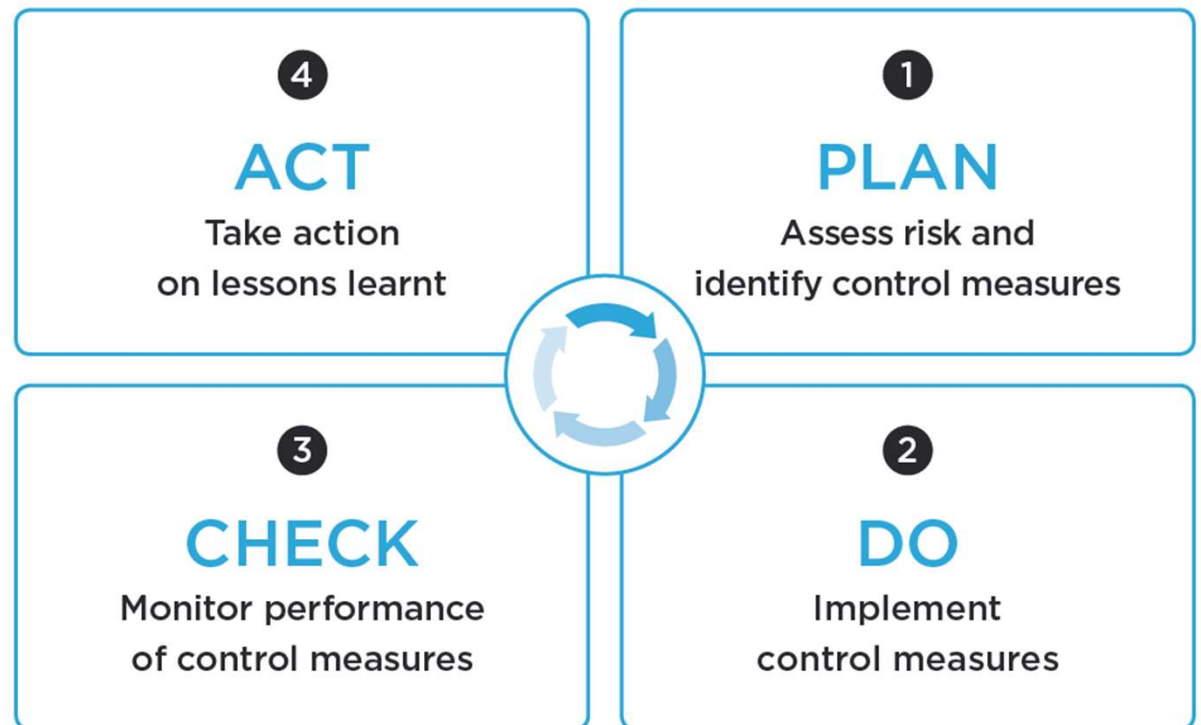 4
ACT
Take action
on lessons learnt
1
PLAN
Assess risk and
identify control measures
3
CHECK
Monitor performance
of control measures
2
DO
Implement
control measures